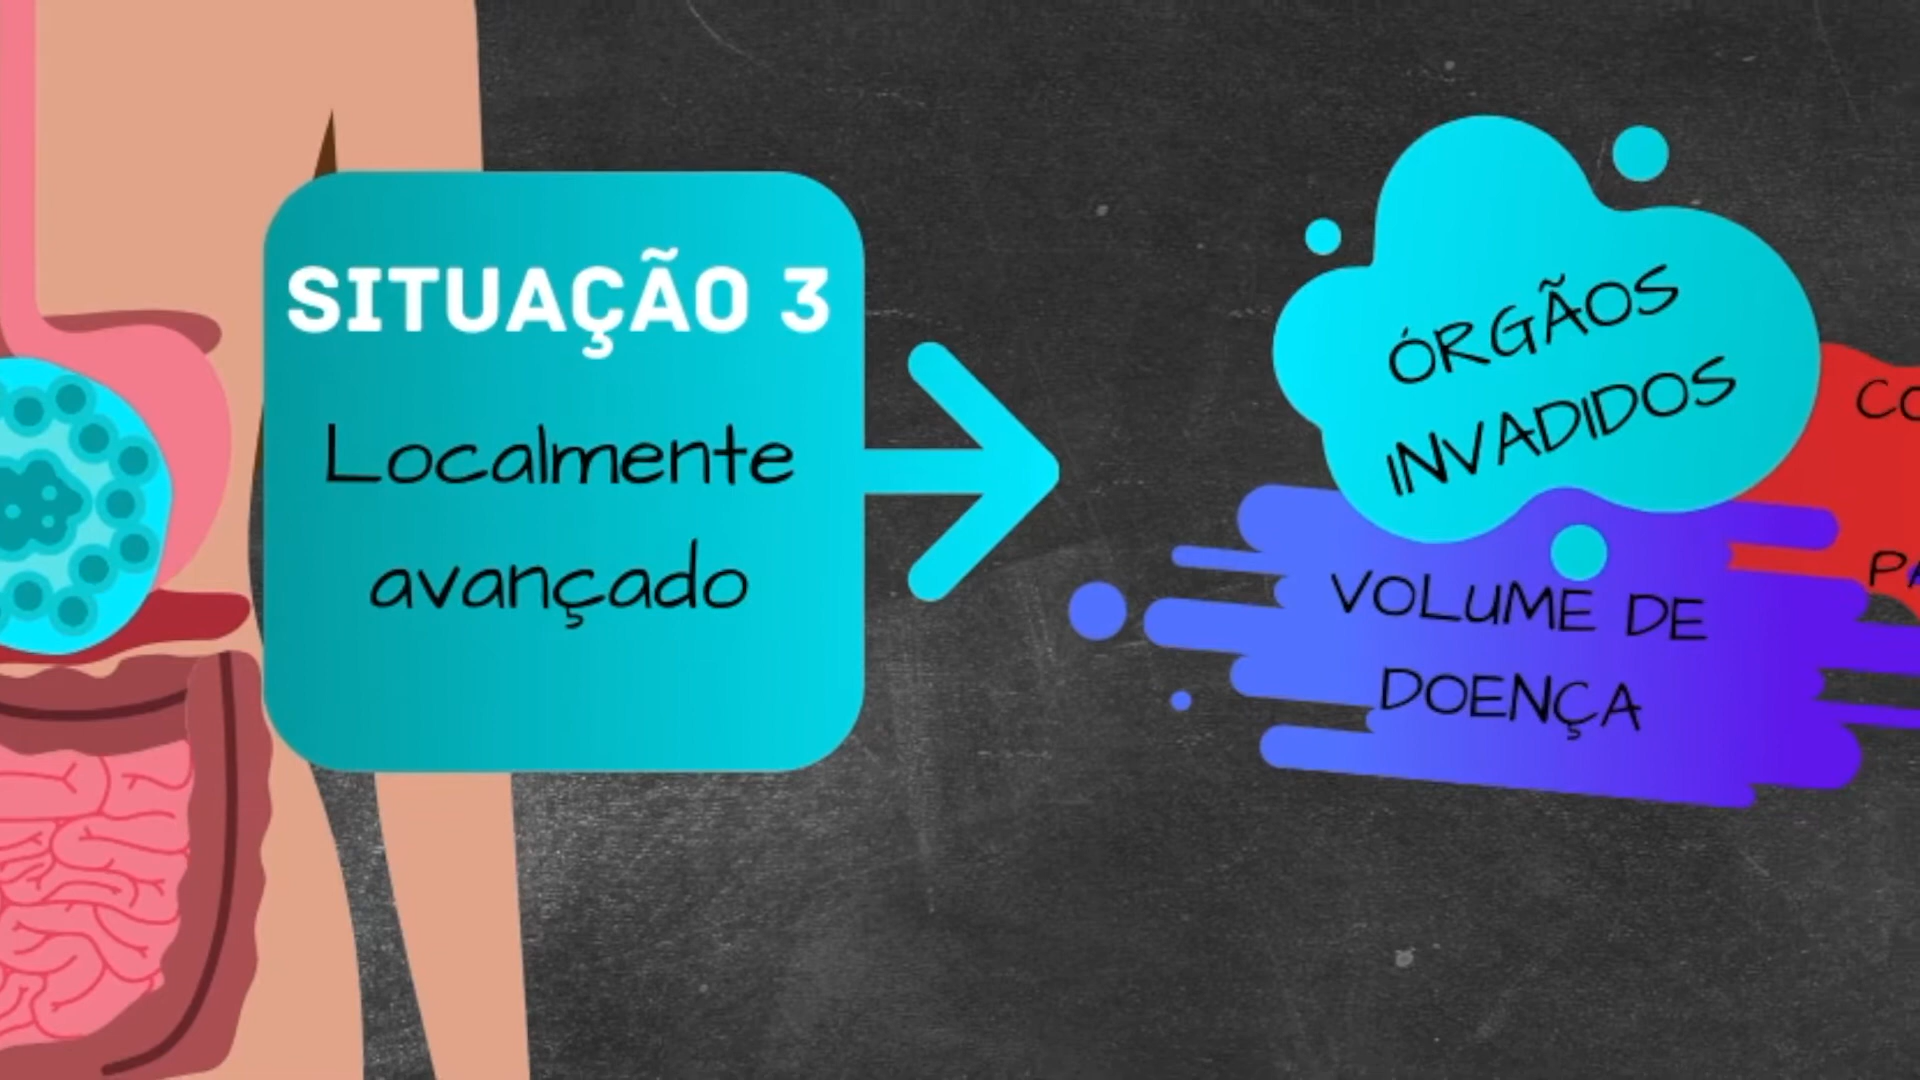 SITUAÇÃO 3
Localmente
avançado
ÓRGÃOS
INVADIDOS
VOLUME DE
DOENÇA